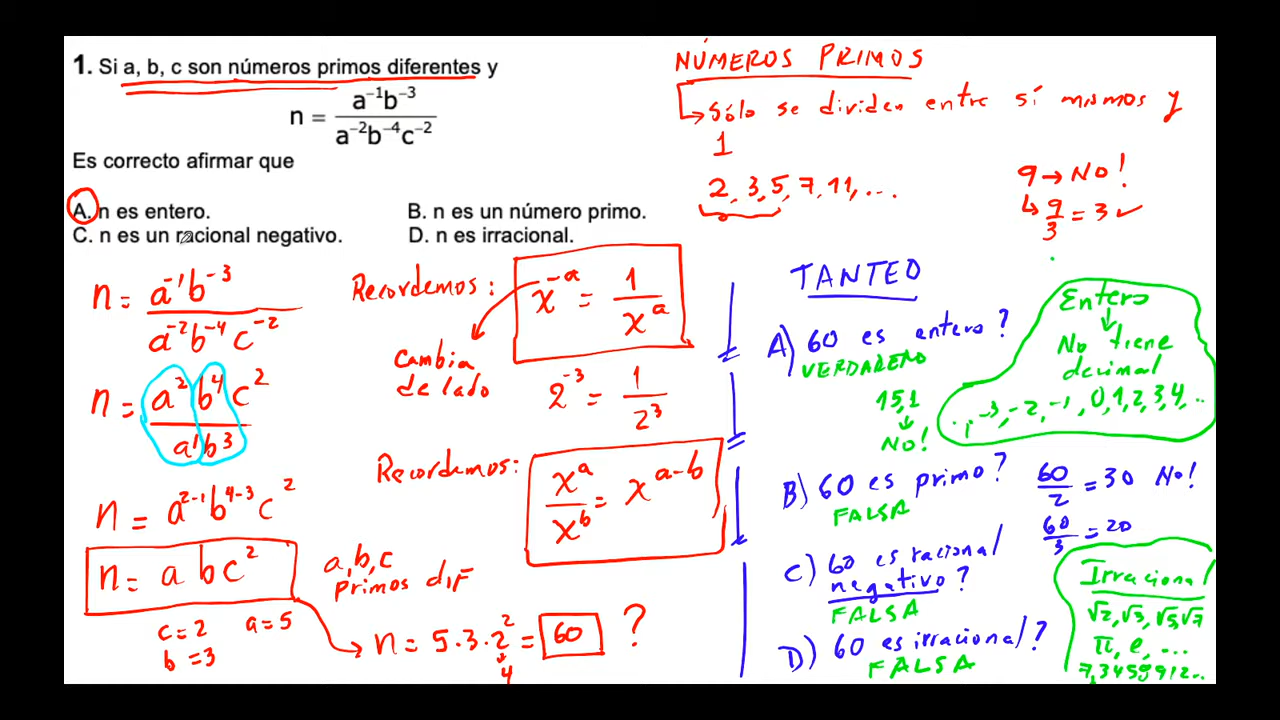 1. Si a, b, c son números primos diferentes y
n = a⁻¹b⁻³ / a⁻²b⁻⁴c⁻²
Es correcto afirmar que
A. n es entero.
B. n es un número primo.
C. n es un racional negativo.
D. n es irracional.
n = a⁻¹b⁻³ / a⁻²b⁻⁴c⁻²
n = a²b⁴c² / a¹b³
n = a²⁻¹b⁴⁻³c²
n = abc²
c=2 a=5
b=3
Recordemos:
x⁻ᵃ = 1/xᵃ
Cambia
de lado
2⁻³ = 1/2³
Recordemos:
xᵃ/xᵇ = xᵃ⁻ᵇ
a,b,c
Primos dif
n = 5·3·2² = 60 ?
4
NÚMEROS PRIMOS
Sólo se dividen entre sí mismos y
1
2, 3, 5, 7, 11, ...
9 → No!
9/3 = 3 ✓
TANTEO
A) 60 es entero?
VERDADERO
15,1
No!
Entero
No tiene
decimal
.., -3, -2, -1, 0, 1, 2, 3, 4, ..
B) 60 es primo?
FALSA
60/2 = 30 No!
60/3 = 20
C) 60 es racional
negativo?
FALSA
D) 60 es irracional?
FALSA
Irracional
√2, √3, √5, √7
π, e, ...
7,3459912..